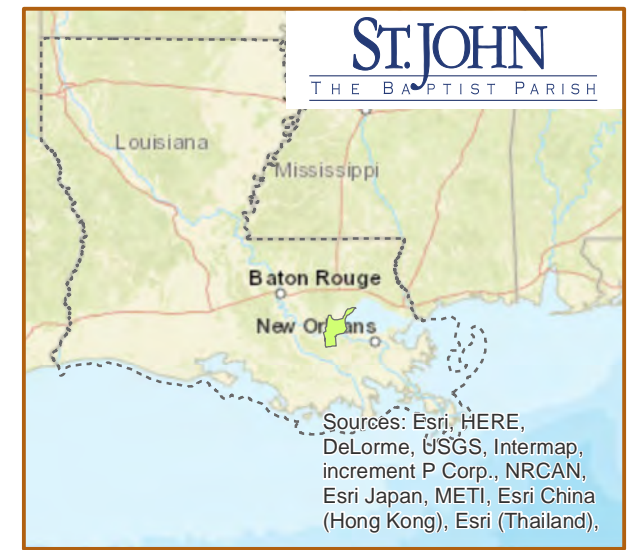 ST. JOHN
THE BAPTIST PARISH
Louisiana
Mississippi
Baton Rouge
New Orleans
Sources: Esri, HERE,
DeLorme, USGS, Intermap,
increment P Corp., NRCAN,
Esri Japan, METI, Esri China
(Hong Kong), Esri (Thailand),